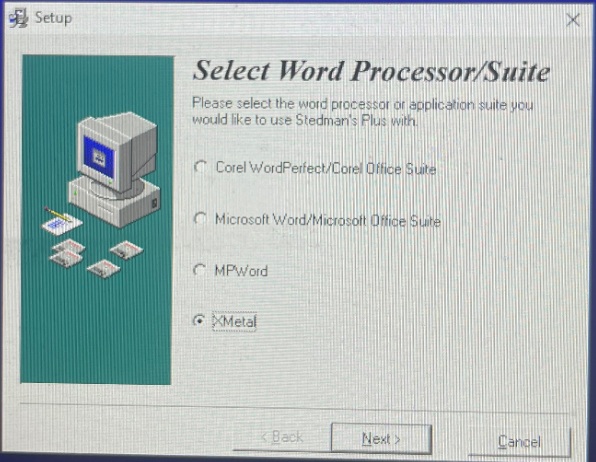 Setup
Select Word Processor/Suite
Please select the word processor or application suite you
would like to use Stedman's Plus with.
Corel WordPerfect/Corel Office Suite
Microsoft Word/Microsoft Office Suite
MPWord
XMetal
< Back
Next >
Cancel